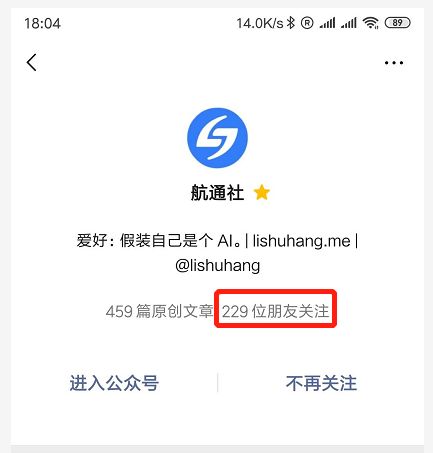 18:04 14.0K/s R 89
航通社
爱好: 假装自己是个 AI。| lishuhang.me |
@lishuhang
459 篇原创文章 229 位朋友关注
进入公众号 不再关注